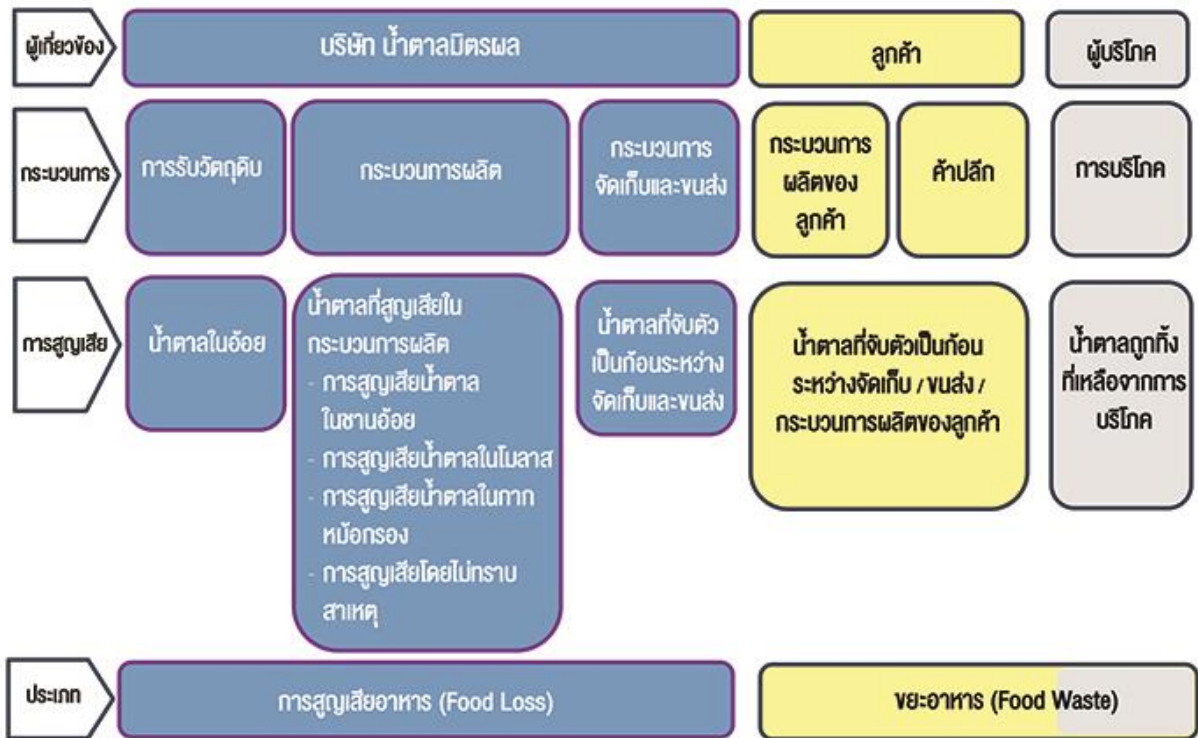 ผู้เกี่ยวข้อง
บริษัท น้ำตาลมิตรผล
ลูกค้า
ผู้บริโภค
กระบวนการ
การรับวัตถุดิบ
กระบวนการผลิต
กระบวนการ
จัดเก็บและขนส่ง
กระบวนการ
ผลิตของ
ลูกค้า
ค้าปลีก
การบริโภค
การสูญเสีย
น้ำตาลในอ้อย
น้ำตาลที่สูญเสียใน
กระบวนการผลิต
- การสูญเสียน้ำตาล
ในชานอ้อย
- การสูญเสียน้ำตาลในโมลาส
- การสูญเสียน้ำตาลในกาก
หม้อกรอง
- การสูญเสียโดยไม่ทราบ
สาเหตุ
น้ำตาลที่จับตัว
เป็นก้อนระหว่าง
จัดเก็บและขนส่ง
น้ำตาลที่จับตัวเป็นก้อน
ระหว่างจัดเก็บ / ขนส่ง /
กระบวนการผลิตของลูกค้า
น้ำตาลถูกทิ้ง
ที่เหลือจากการ
บริโภค
ประเภท
การสูญเสียอาหาร (Food Loss)
ขยะอาหาร (Food Waste)